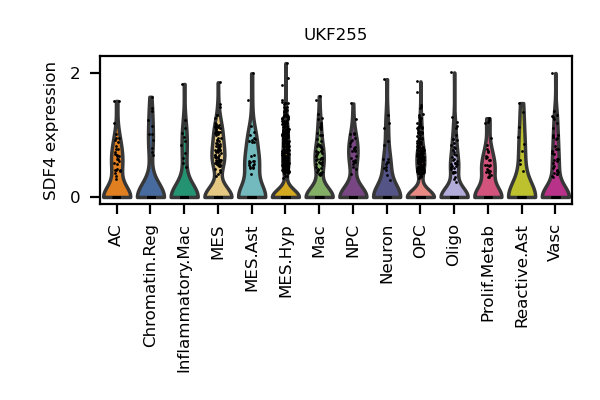 UKF255
SDF4 expression
2
0
AC
Chromatin.Reg
Inflammatory.Mac
MES
MES.Ast
MES.Hyp
Mac
NPC
Neuron
OPC
Oligo
Prolif.Metab
Reactive.Ast
Vasc